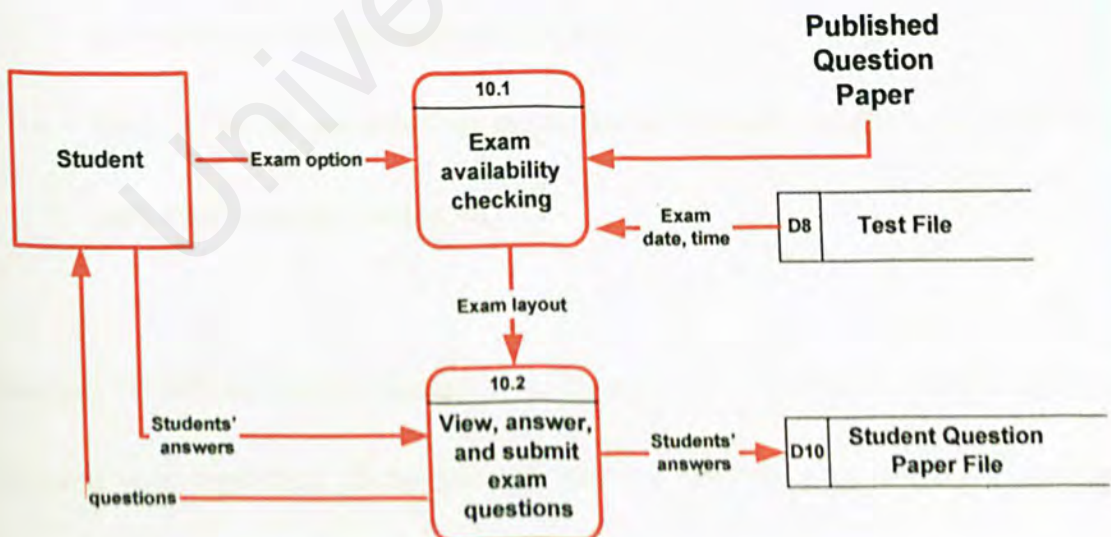 Published
Question
Paper
10.1
Student
Exam option
Exam
availability
checking
Exam
date, time
D8
Test File
Exam layout
10.2
View, answer,
and submit
exam
questions
Students'
answers
questions
Students'
answers
D10
Student Question
Paper File
Unive